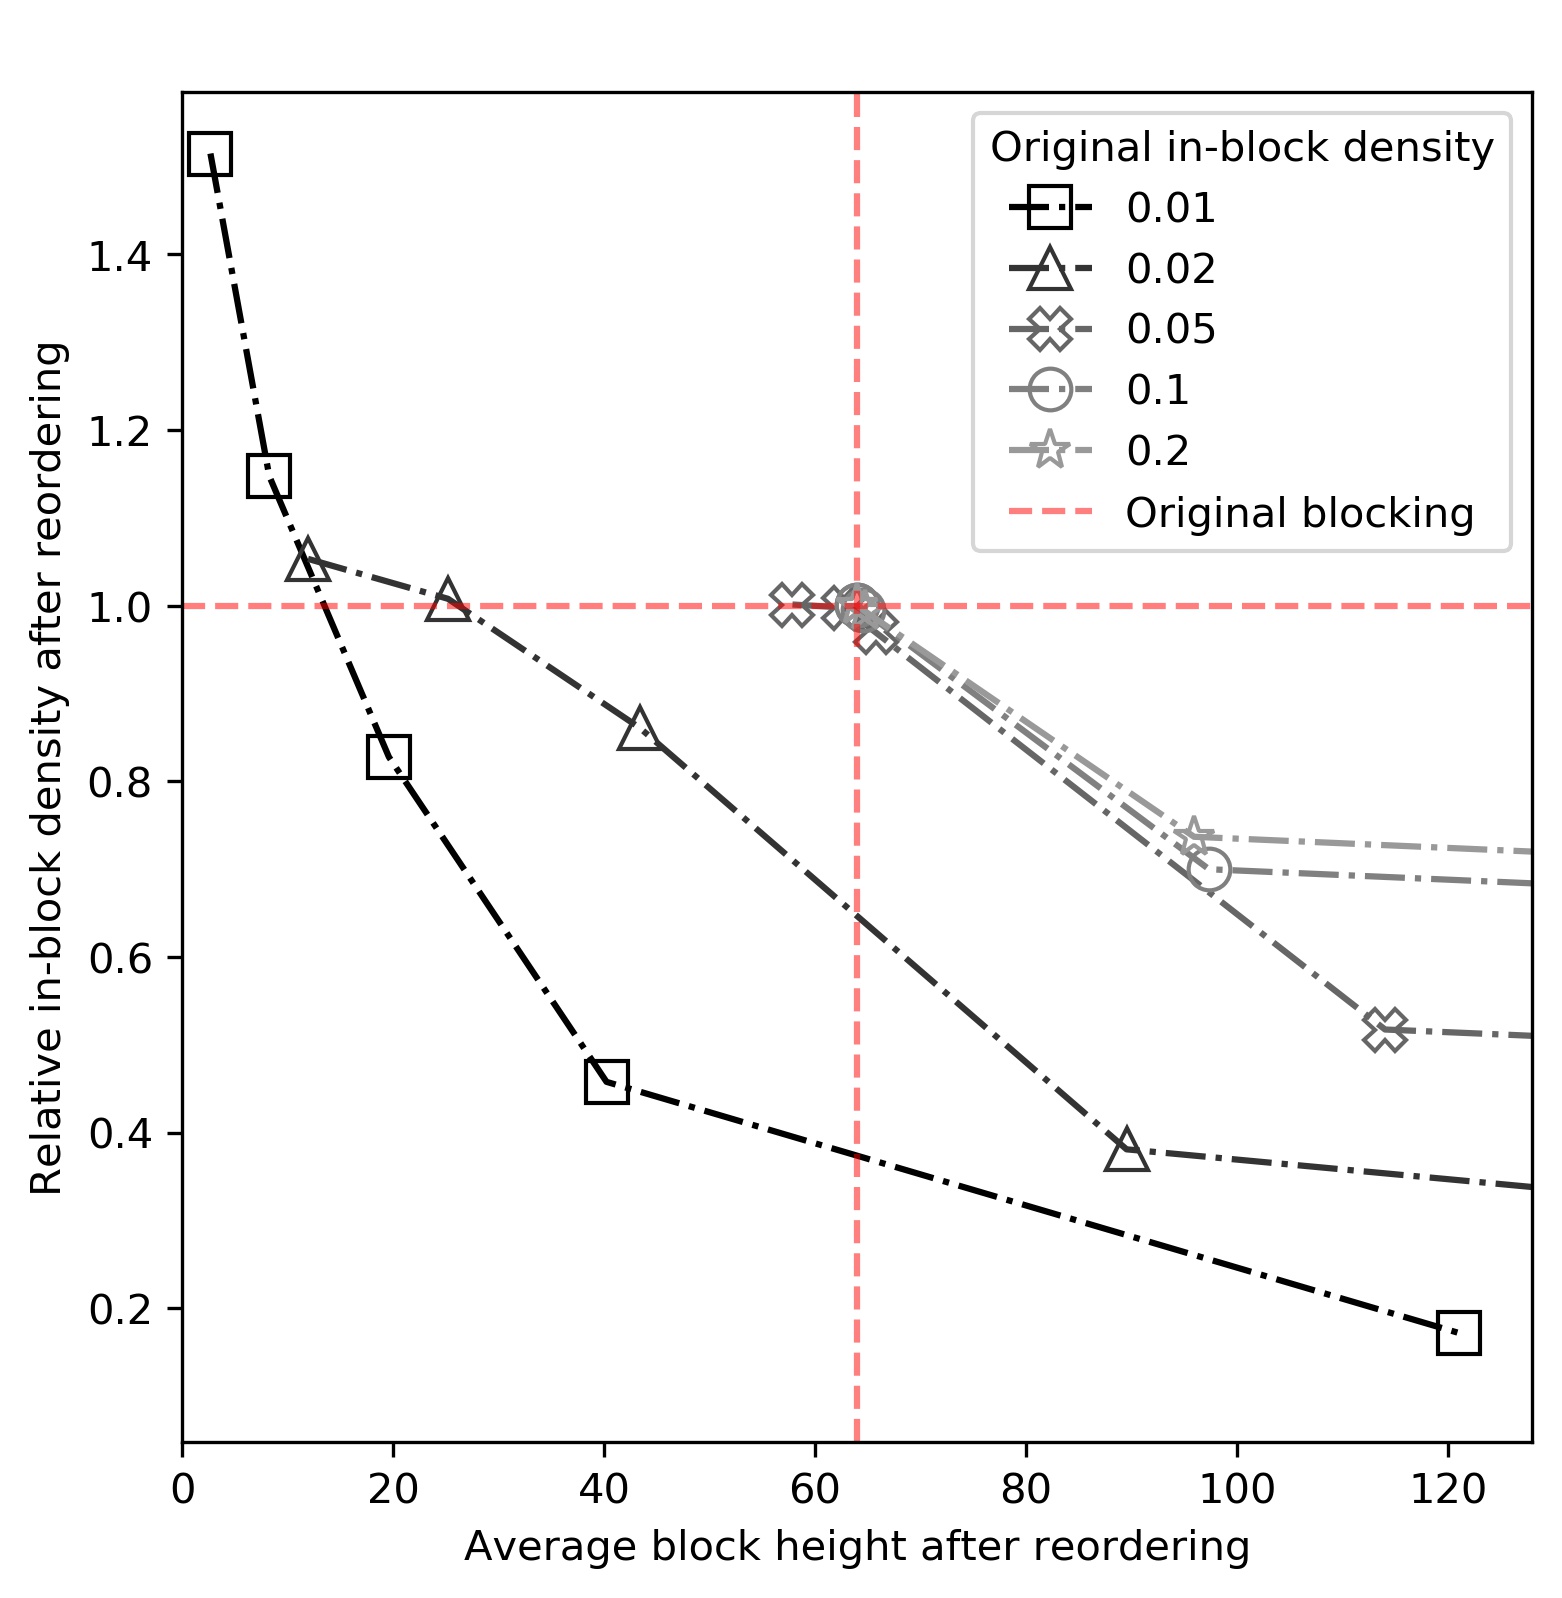 Original in-block density
0.01
0.02
0.05
0.1
0.2
Original blocking
Relative in-block density after reordering
1.4
1.2
1.0
0.8
0.6
0.4
0.2
0 20 40 60 80 100 120
Average block height after reordering